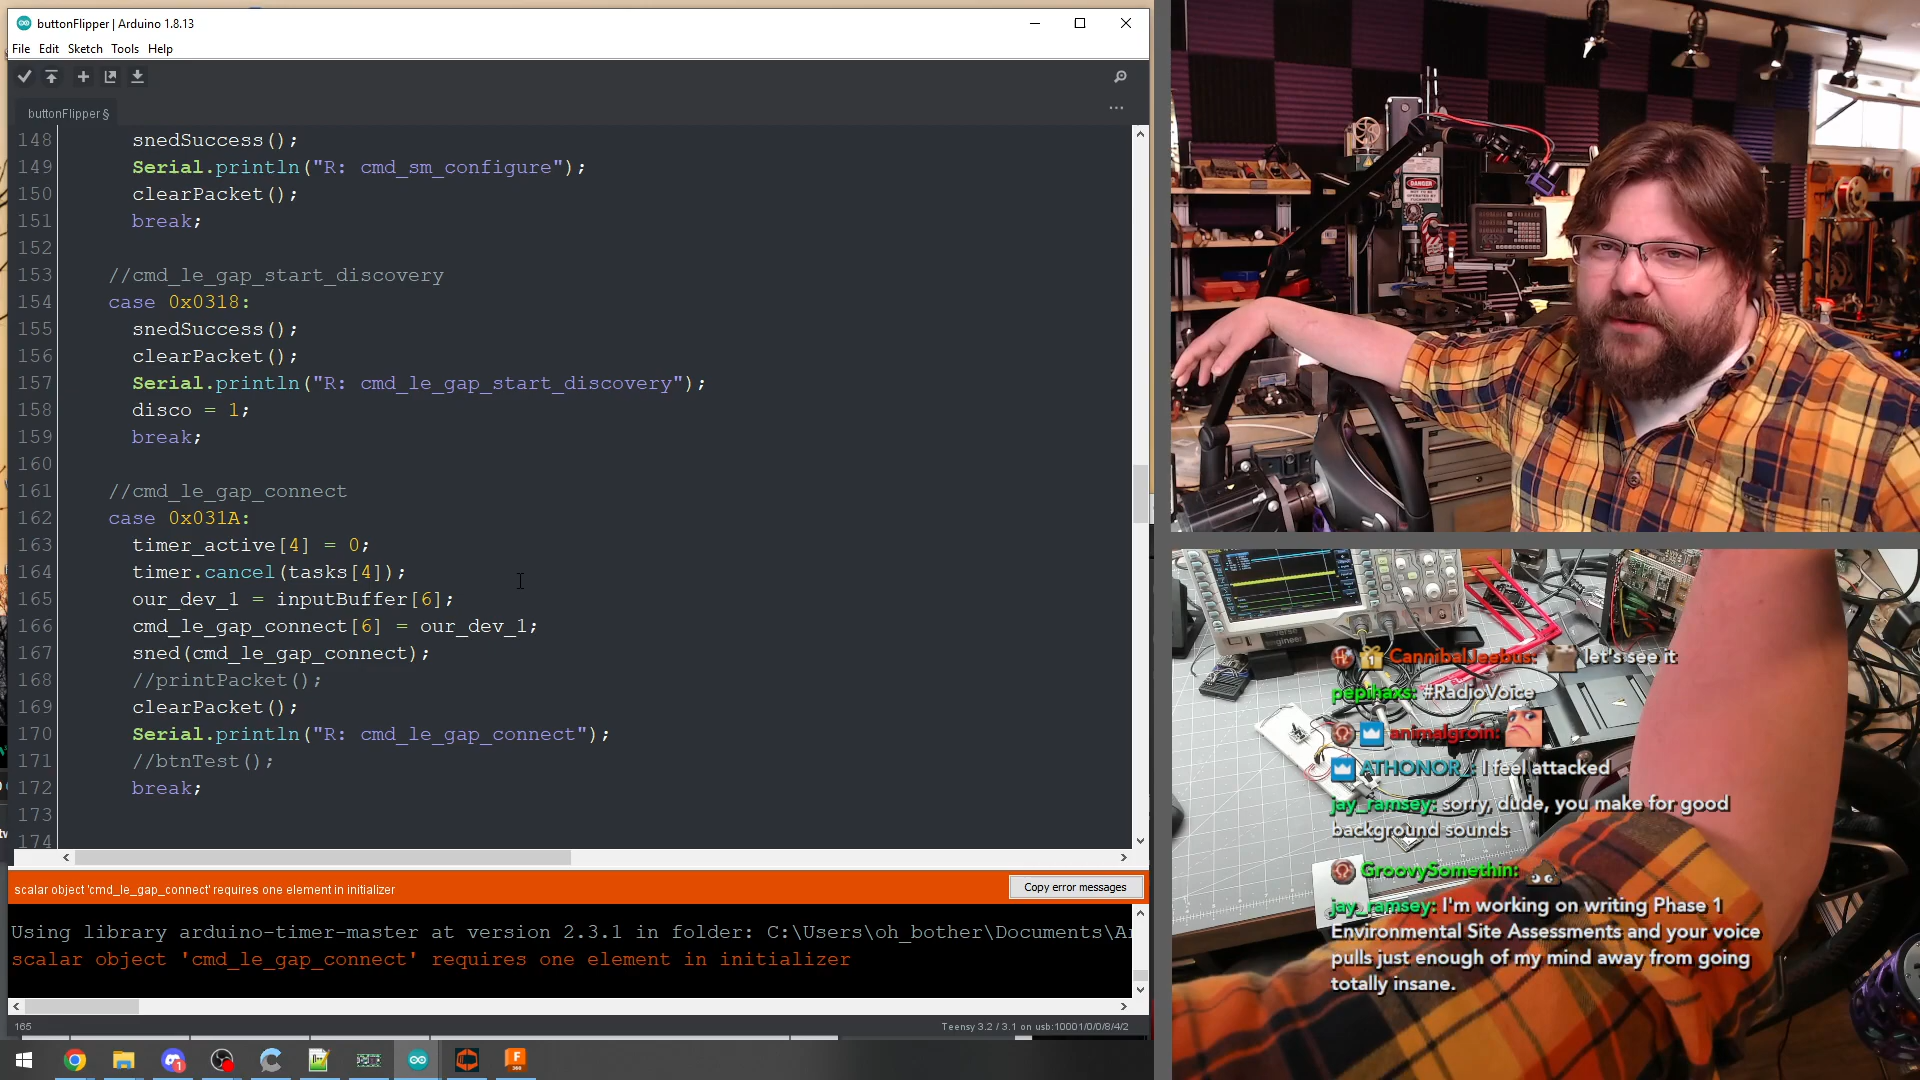 buttonFlipper | Arduino 1.8.13
File Edit Sketch Tools Help
buttonFlipper §
148 snedSuccess();
149 Serial.println("R: cmd_sm_configure");
150 clearPacket();
151 break;
152
153 //cmd_le_gap_start_discovery
154 case 0x0318:
155 snedSuccess();
156 clearPacket();
157 Serial.println("R: cmd_le_gap_start_discovery");
158 disco = 1;
159 break;
160
161 //cmd_le_gap_connect
162 case 0x031A:
163 timer_active[4] = 0;
164 timer.cancel(tasks[4]);
165 our_dev_1 = inputBuffer[6];
166 cmd_le_gap_connect[6] = our_dev_1;
167 sned(cmd_le_gap_connect);
168 //printPacket();
169 clearPacket();
170 Serial.println("R: cmd_le_gap_connect");
171 //btnTest();
172 break;
173
174
scalar object 'cmd_le_gap_connect' requires one element in initializer
Copy error messages
Using library arduino-timer-master at version 2.3.1 in folder: C:\Users\oh_bother\Documents\Ar
scalar object 'cmd_le_gap_connect' requires one element in initializer
165
Teensy 3.2 / 3.1 on usb:10001/0/0/8/4/2
DANGER
CannibalJeebus: let's see it
pepihaxs: #RadioVoice
animalgroin:
ATHONOR_: I feel attacked
jay_ramsey: sorry, dude, you make for good
background sounds
GroovySomethin:
jay_ramsey: I'm working on writing Phase 1
Environmental Site Assessments and your voice
pulls just enough of my mind away from going
totally insane.